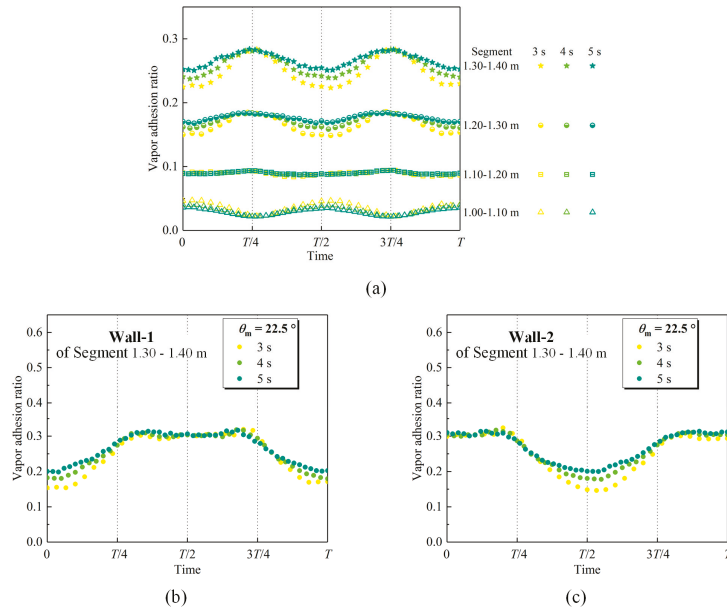 0.3
0.2
0.1
0.0
Vapor adhesion ratio
0 T/4 T/2 3T/4 T
Time
Segment 3 s 4 s 5 s
1.30-1.40 m
1.20-1.30 m
1.10-1.20 m
1.00-1.10 m
(a)
0.6
0.5
0.4
0.3
0.2
0.1
0.0
Vapor adhesion ratio
Wall-1
of Segment 1.30 - 1.40 m
θm = 22.5 °
3 s
4 s
5 s
0 T/4 T/2 3T/4 T
Time
(b)
0.6
0.5
0.4
0.3
0.2
0.1
0.0
Vapor adhesion ratio
Wall-2
of Segment 1.30 - 1.40 m
θm = 22.5 °
3 s
4 s
5 s
0 T/4 T/2 3T/4 T
Time
(c)